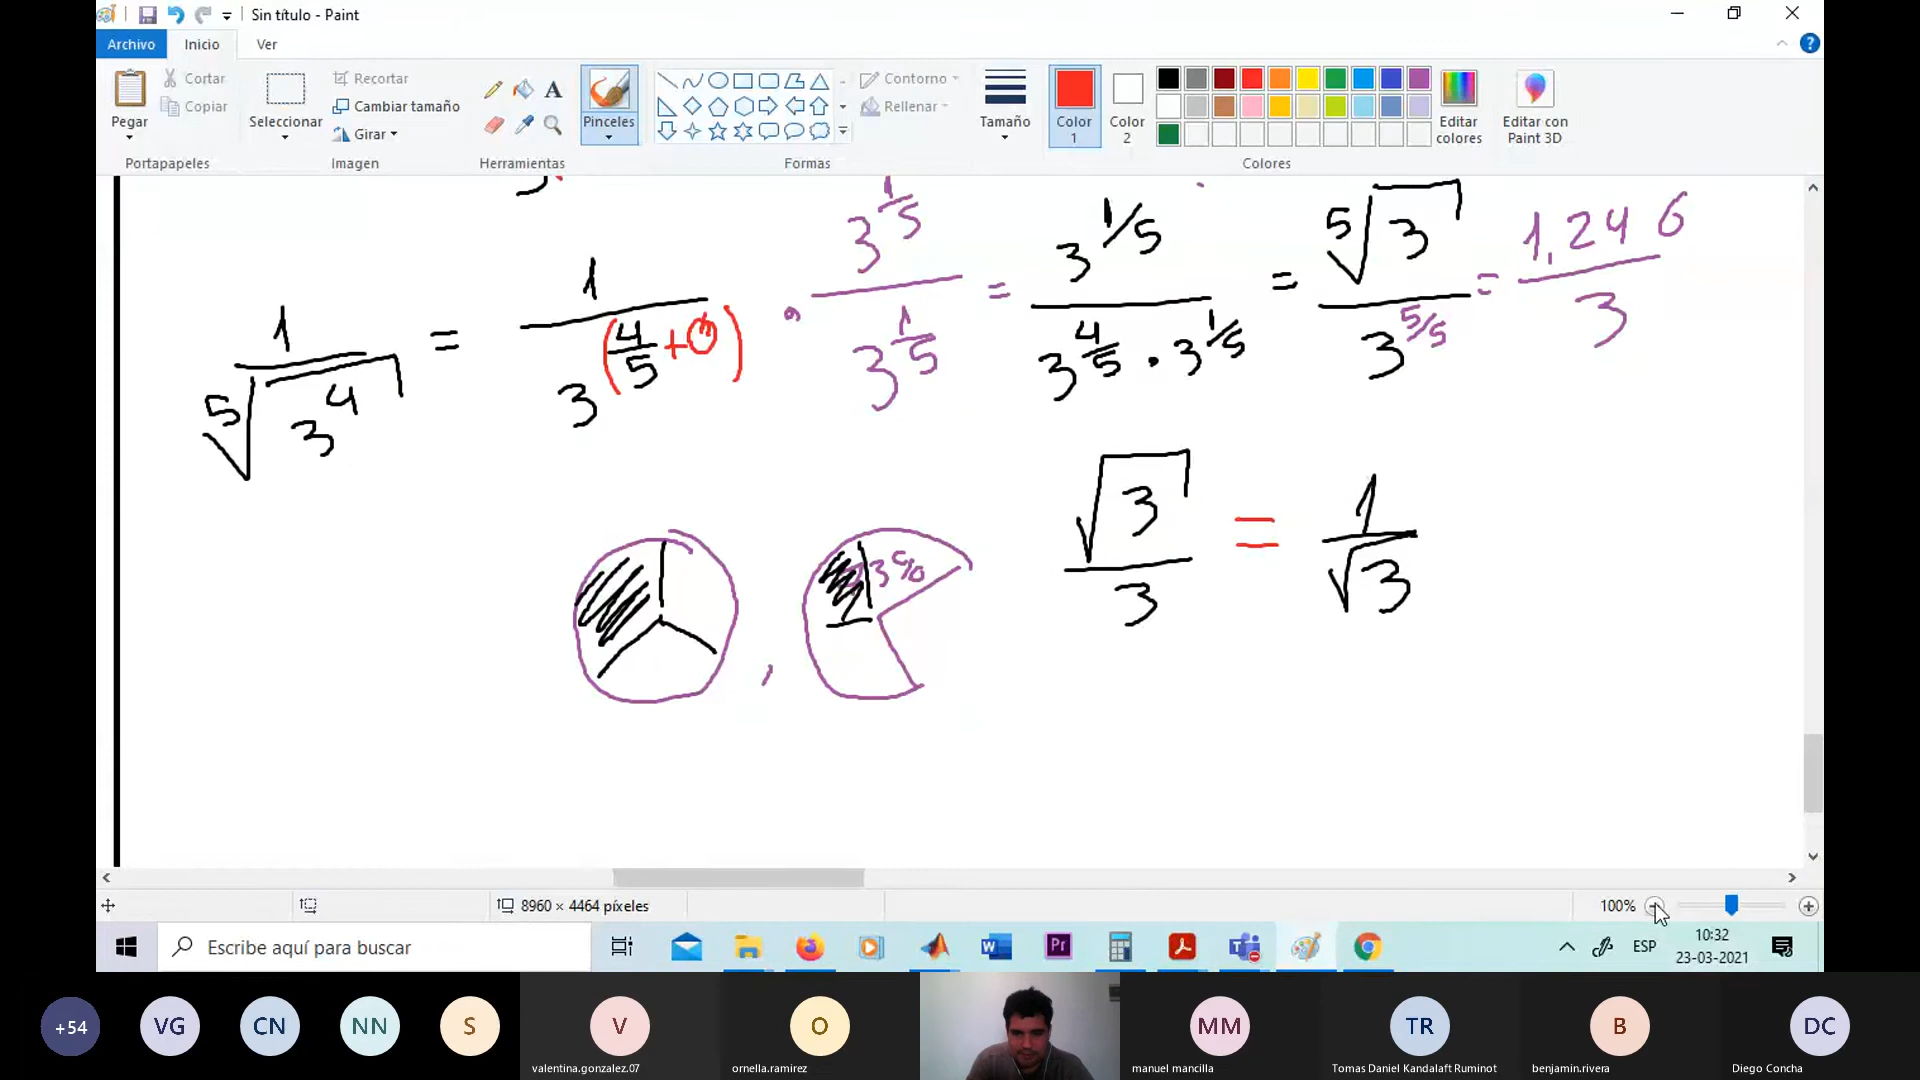 Sin título - Paint
Archivo Inicio Ver
Pegar
Cortar
Copiar
Portapapeles
Seleccionar
Recortar
Cambiar tamaño
Girar
Imagen
A
Herramientas
Pinceles
Formas
Contorno
Rellenar
Tamaño
Color 1
Color 2
Editar colores
Editar con Paint 3D
Colores
1 / ⁵√3⁴ = 1 / 3^(4/5 + ) · 3^1/5 / 3^1/5 = 3^1/5 / 3^4/5 · 3^1/5 = ⁵√3 / 3^5/5 = 1,246 / 3
√3 / 3 = 1 / √3
,
8960 × 4464 píxeles
100%
Escribe aquí para buscar
W
Pr
ESP
10:32
23-03-2021
+54 VG CN NN S V O MM TR B DC
valentina.gonzalez.07 ornella.ramirez manuel mancilla Tomas Daniel Kandalaft Ruminot benjamin.rivera Diego Concha